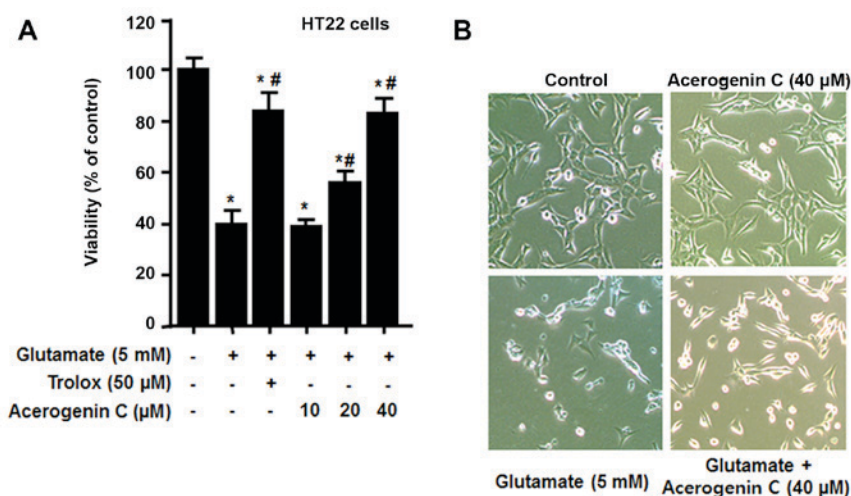 A
HT22 cells
Viability (% of control)
120
100
80
60
40
20
0
* * # * *# *#
Glutamate (5 mM) - + + + + +
Trolox (50 µM) - - + - - -
Acerogenin C (µM) - - - 10 20 40
B
Control Acerogenin C (40 µM)
Glutamate (5 mM) Glutamate +
Acerogenin C (40 µM)